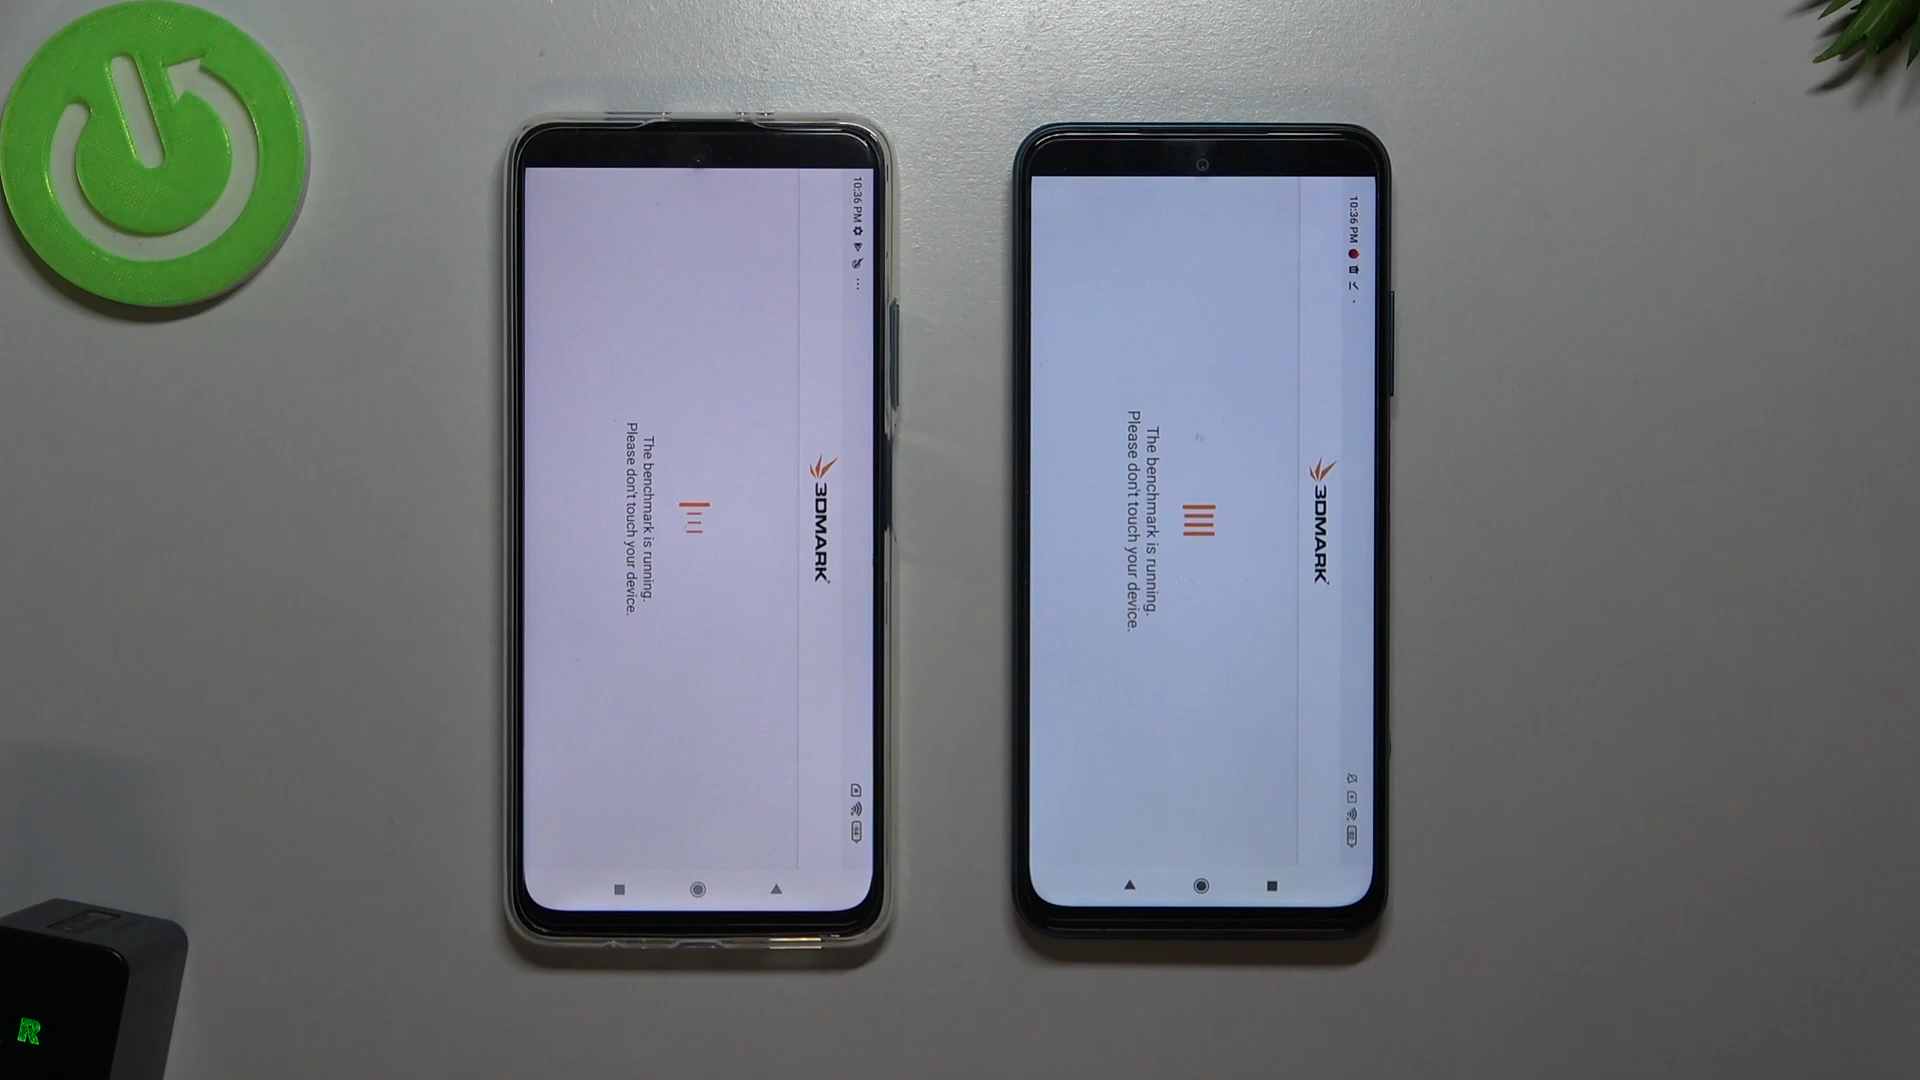 10:36 PM
3DMARK
The benchmark is running.
Please don't touch your device.
10:36 PM
3DMARK
The benchmark is running.
Please don't touch your device.
R